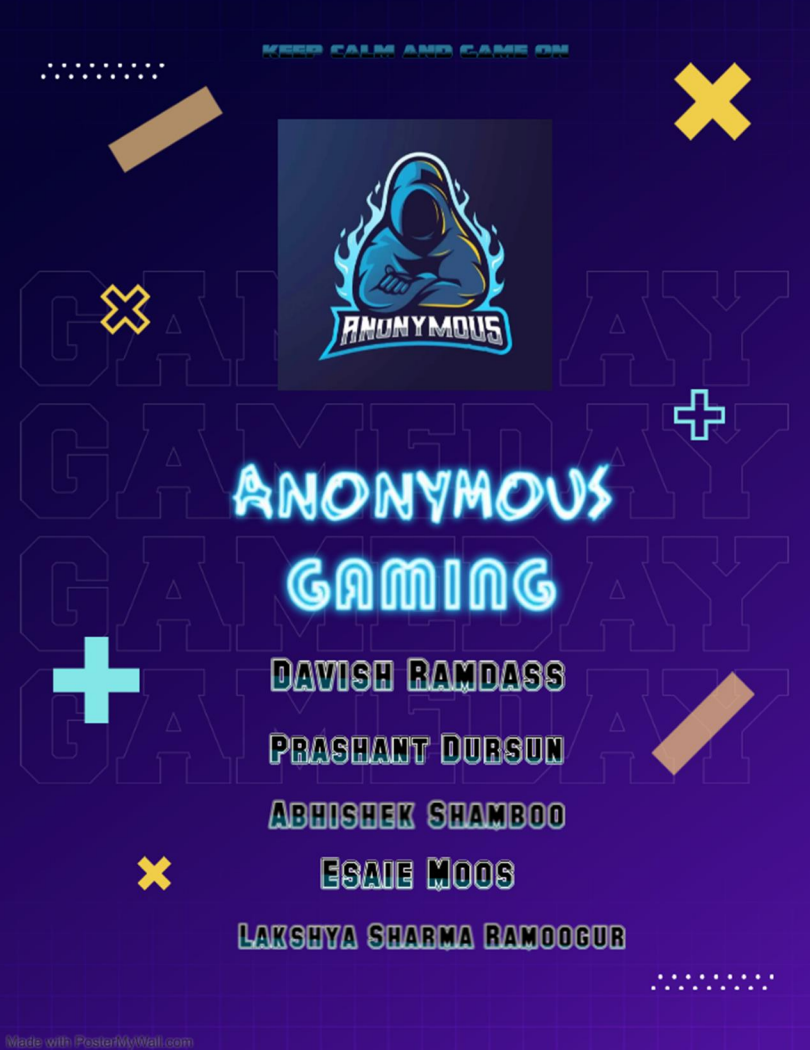 KEEP CALM AND GAME ON
ANONYMOUS
GAMEDAY
GAMEDAY
ANONYMOUS
GAMEDAY
GAMING
DAVISH RAMDASS
GAMEDAY
PRASHANT DURSUN
ABHISHEK SHAMBOO
ESAIE MOOS
LAKSHYA SHARMA RAMOOGUR
Made with PosterMyWall.com